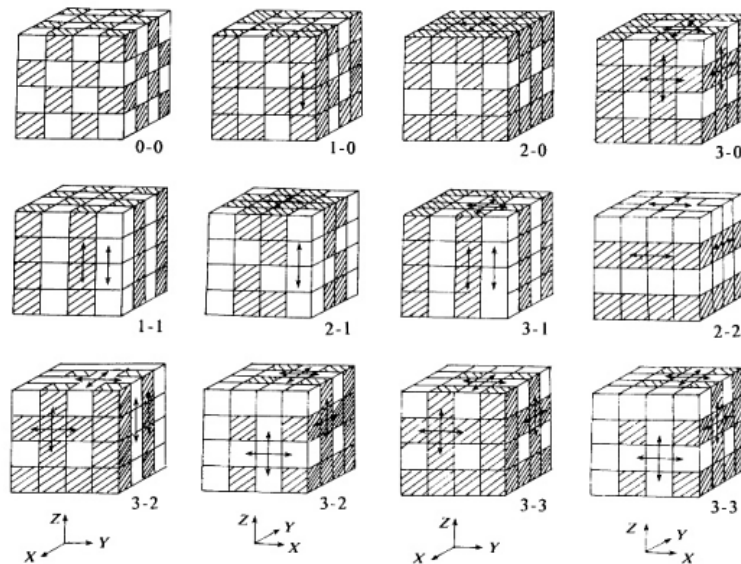 0-0 1-0 2-0 3-0
1-1 2-1 3-1 2-2
3-2 3-2 3-3 3-3
Z Z Z Z
Y Y
X Y X X Y X